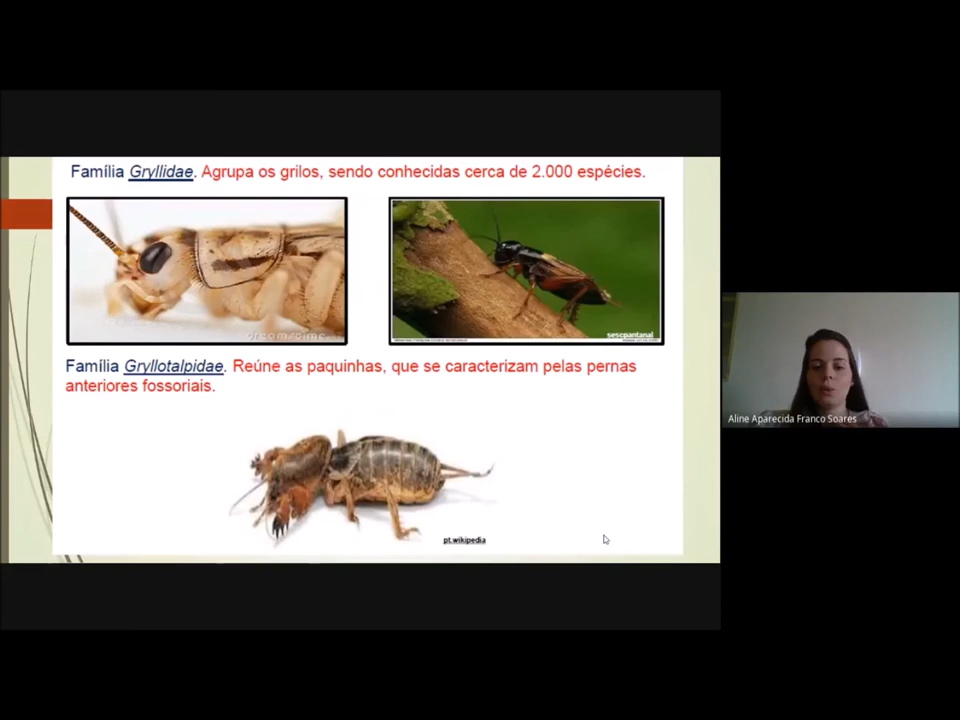 Família Gryllidae. Agrupa os grilos, sendo conhecidas cerca de 2.000 espécies.
dreamstime
sescpantanal
Família Gryllotalpidae. Reúne as paquinhas, que se caracterizam pelas pernas
anteriores fossoriais.
Aline Aparecida Franco Soares
pt.wikipedia